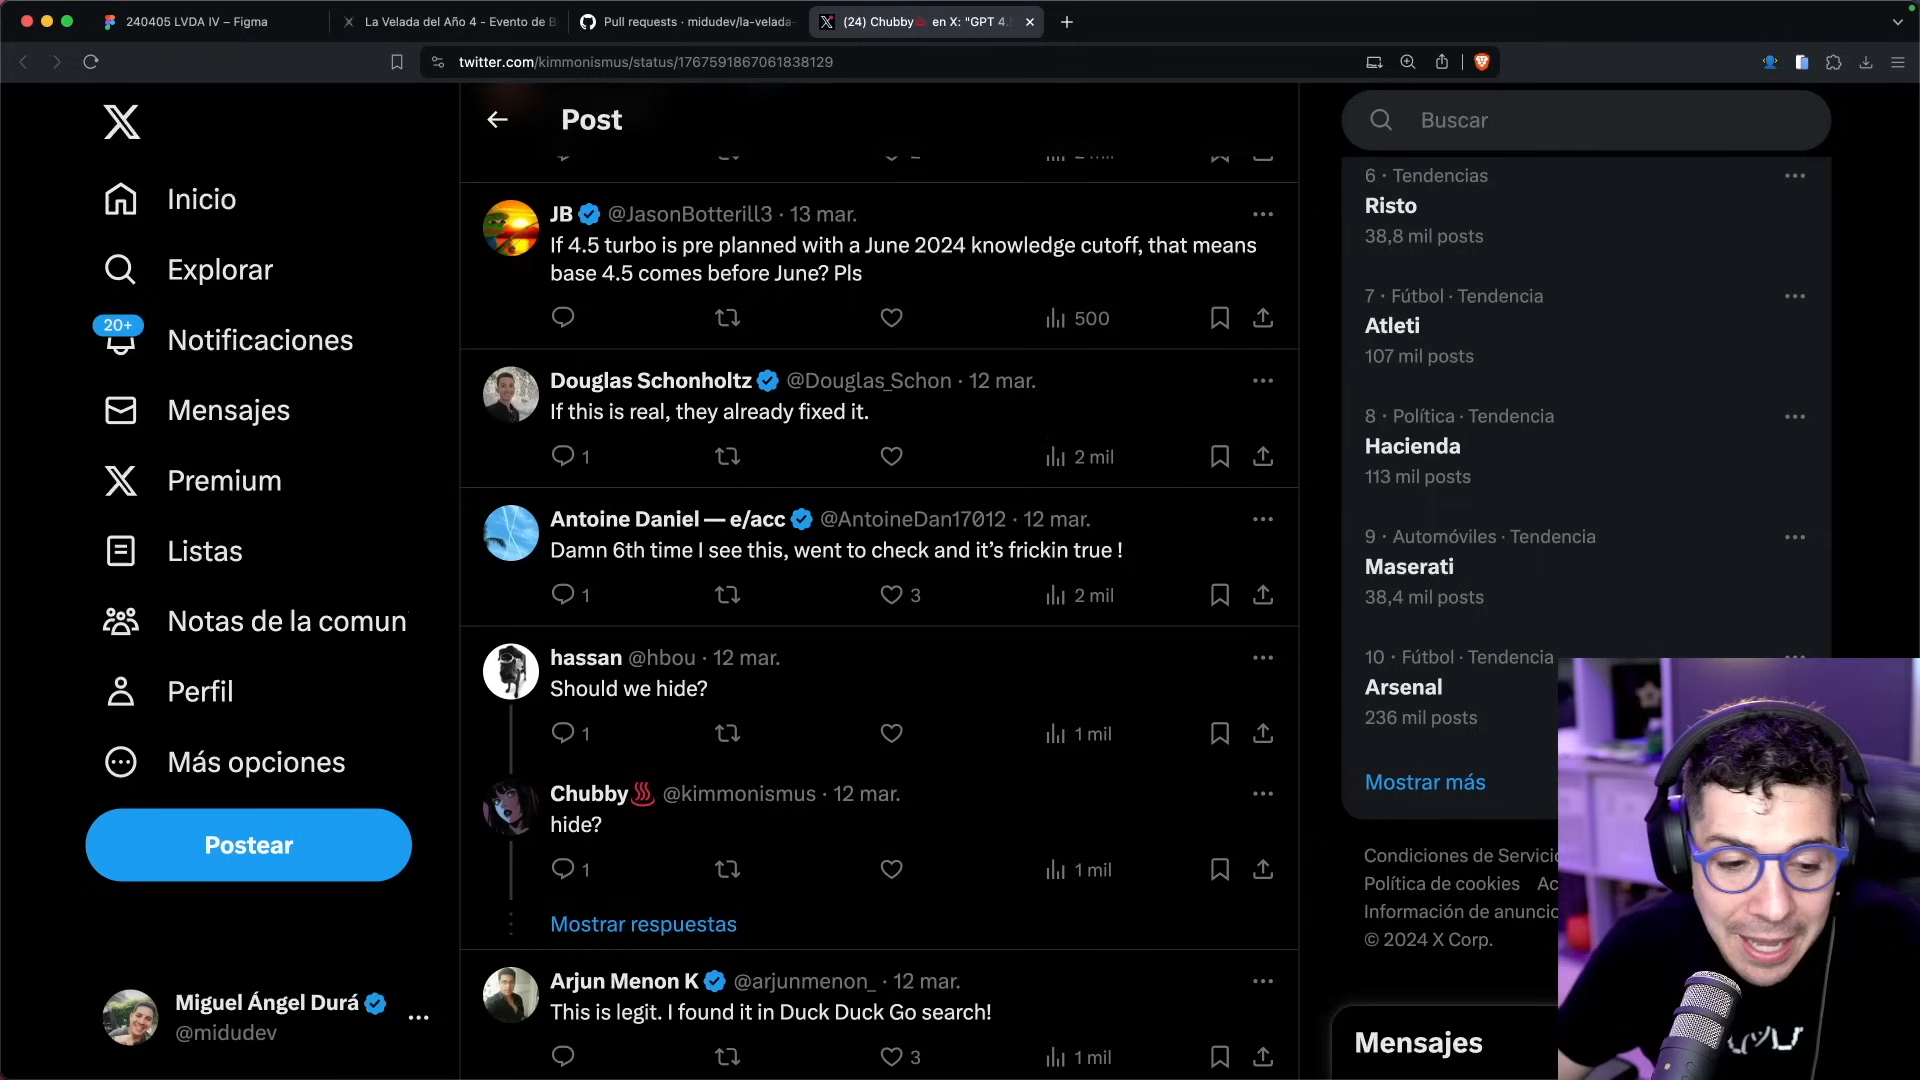 240405 LVDA IV – Figma
La Velada del Año 4 - Evento de B
Pull requests · midudev/la-velada-
(24) Chubby♨ en X: "GPT 4.
twitter.com/kimmonismus/status/1767591867061838129
Post
Buscar
Inicio
Explorar
20+
Notificaciones
Mensajes
Premium
Listas
Notas de la comun
Perfil
Más opciones
Postear
Miguel Ángel Durá
@midudev
JB @JasonBotterill3 · 13 mar.
If 4.5 turbo is pre planned with a June 2024 knowledge cutoff, that means
base 4.5 comes before June? Pls
500
Douglas Schonholtz @Douglas_Schon · 12 mar.
If this is real, they already fixed it.
1 2 mil
Antoine Daniel — e/acc @AntoineDan17012 · 12 mar.
Damn 6th time I see this, went to check and it’s frickin true !
1 3 2 mil
hassan @hbou · 12 mar.
Should we hide?
1 1 mil
Chubby♨ @kimmonismus · 12 mar.
hide?
1 1 mil
Mostrar respuestas
Arjun Menon K @arjunmenon_ · 12 mar.
This is legit. I found it in Duck Duck Go search!
3 1 mil
6 · Tendencias
Risto
38,8 mil posts
7 · Fútbol · Tendencia
Atleti
107 mil posts
8 · Política · Tendencia
Hacienda
113 mil posts
9 · Automóviles · Tendencia
Maserati
38,4 mil posts
10 · Fútbol · Tendencia
Arsenal
236 mil posts
Mostrar más
Condiciones de Servicio
Política de cookies Ac
Información de anuncio
© 2024 X Corp.
Mensajes